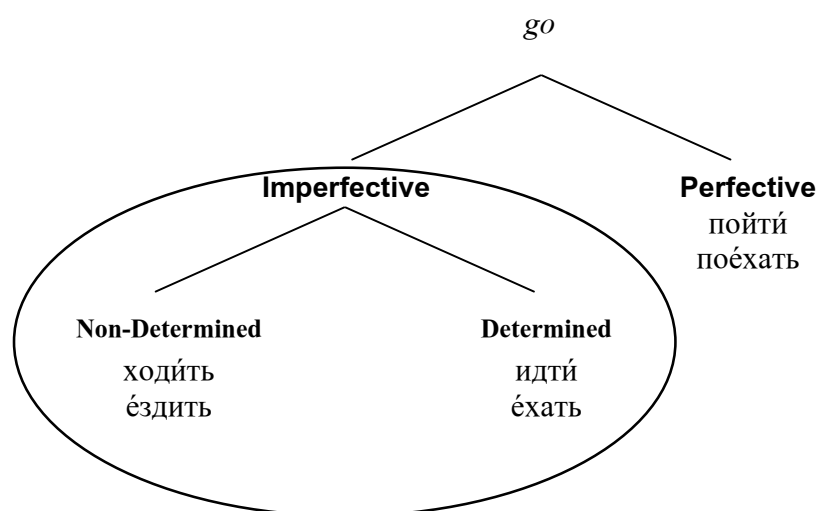 go
Imperfective
Perfective
пойти́
пое́хать
Non-Determined
ходи́ть
е́здить
Determined
идти́
е́хать